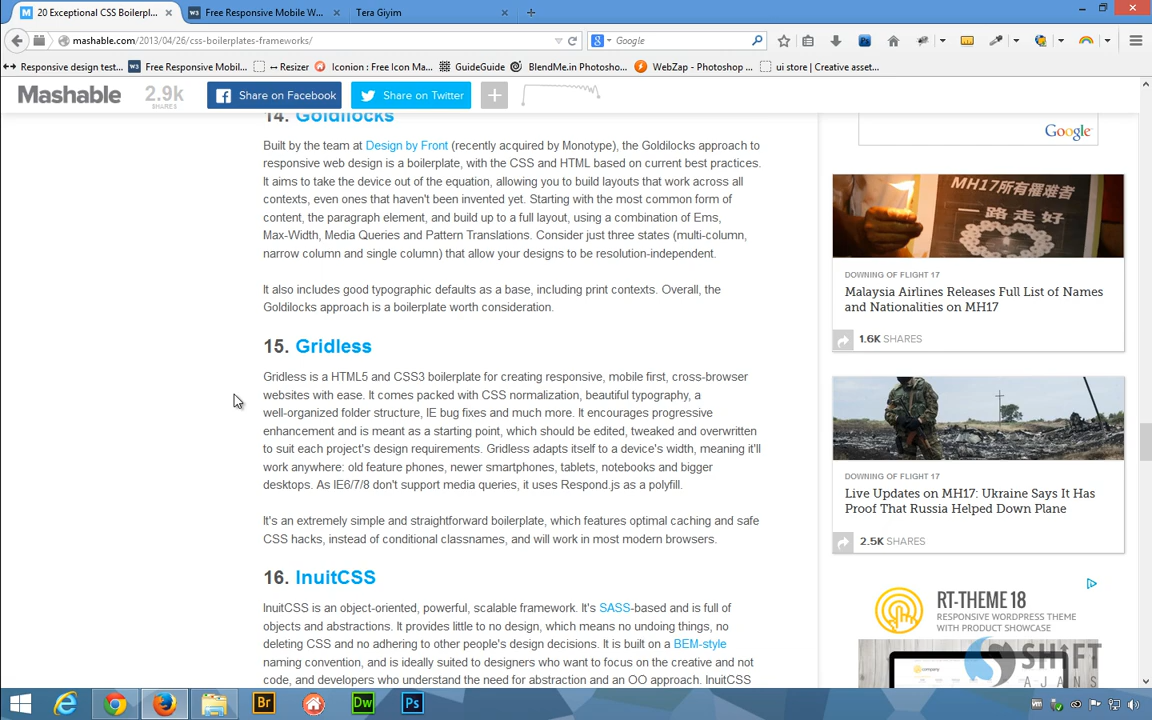 20 Exceptional CSS Boilerpl...
Free Responsive Mobile W...
Tera Giyim
mashable.com/2013/04/26/css-boilerplates-frameworks/
Google
Responsive design test...
Free Responsive Mobil...
Resizer
Iconion : Free Icon Ma...
GuideGuide
BlendMe.in Photosho...
WebZap - Photoshop ...
ui store | Creative asset...
Mashable
2.9k
SHARES
Share on Facebook
Share on Twitter
14. Goldilocks
Built by the team at Design by Front (recently acquired by Monotype), the Goldilocks approach to
responsive web design is a boilerplate, with the CSS and HTML based on current best practices.
It aims to take the device out of the equation, allowing you to build layouts that work across all
contexts, even ones that haven't been invented yet. Starting with the most common form of
content, the paragraph element, and build up to a full layout, using a combination of Ems,
Max-Width, Media Queries and Pattern Translations. Consider just three states (multi-column,
narrow column and single column) that allow your designs to be resolution-independent.
It also includes good typographic defaults as a base, including print contexts. Overall, the
Goldilocks approach is a boilerplate worth consideration.
15. Gridless
Gridless is a HTML5 and CSS3 boilerplate for creating responsive, mobile first, cross-browser
websites with ease. It comes packed with CSS normalization, beautiful typography, a
well-organized folder structure, IE bug fixes and much more. It encourages progressive
enhancement and is meant as a starting point, which should be edited, tweaked and overwritten
to suit each project's design requirements. Gridless adapts itself to a device's width, meaning it'll
work anywhere: old feature phones, newer smartphones, tablets, notebooks and bigger
desktops. As IE6/7/8 don't support media queries, it uses Respond.js as a polyfill.
It's an extremely simple and straightforward boilerplate, which features optimal caching and safe
CSS hacks, instead of conditional classnames, and will work in most modern browsers.
16. InuitCSS
InuitCSS is an object-oriented, powerful, scalable framework. It's SASS-based and is full of
objects and abstractions. It provides little to no design, which means no undoing things, no
deleting CSS and no adhering to other people's design decisions. It is built on a BEM-style
naming convention, and is ideally suited to designers who want to focus on the creative and not
code, and developers who understand the need for abstraction and an OO approach. InuitCSS
Google
MH17所有罹难者
一路走好
DOWNING OF FLIGHT 17
Malaysia Airlines Releases Full List of Names
and Nationalities on MH17
1.6K SHARES
DOWNING OF FLIGHT 17
Live Updates on MH17: Ukraine Says It Has
Proof That Russia Helped Down Plane
2.5K SHARES
RT-THEME 18
RESPONSIVE WORDPRESS THEME
WITH PRODUCT SHOWCASE
company
SHIFT
AJANS
Br
Dw
Ps